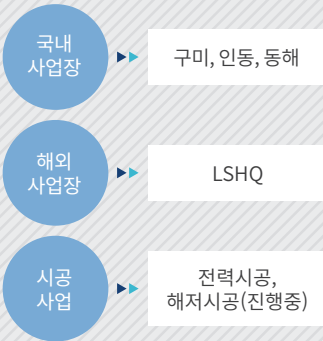 국내
사업장
구미, 인동, 동해
해외
사업장
LSHQ
시공
사업
전력시공,
해저시공(진행중)